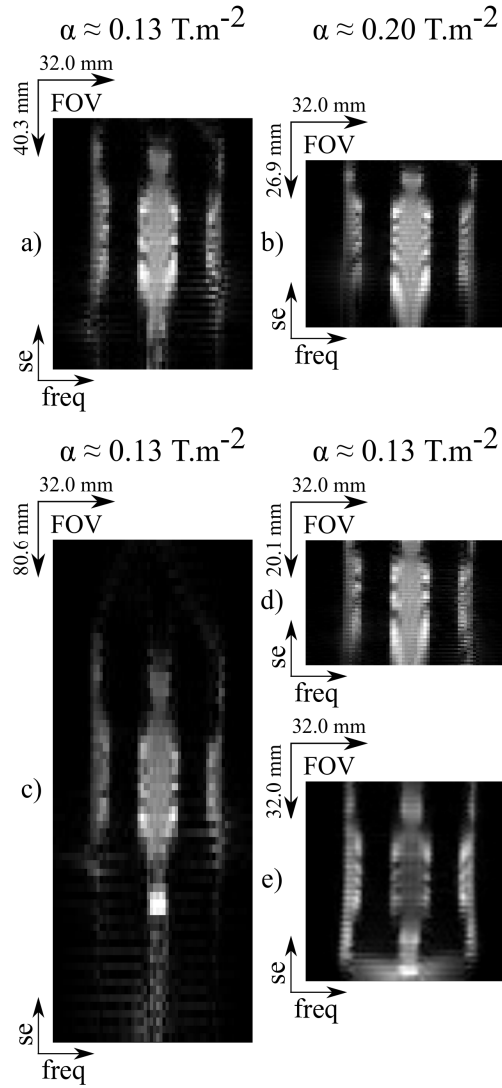 α ≈ 0.13 T.m-2
α ≈ 0.20 T.m-2
32.0 mm
FOV
40.3 mm
a)
se
freq
32.0 mm
FOV
26.9 mm
b)
se
freq
α ≈ 0.13 T.m-2
α ≈ 0.13 T.m-2
32.0 mm
FOV
80.6 mm
c)
se
freq
32.0 mm
FOV
20.1 mm
d)
se
freq
32.0 mm
FOV
32.0 mm
e)
se
freq